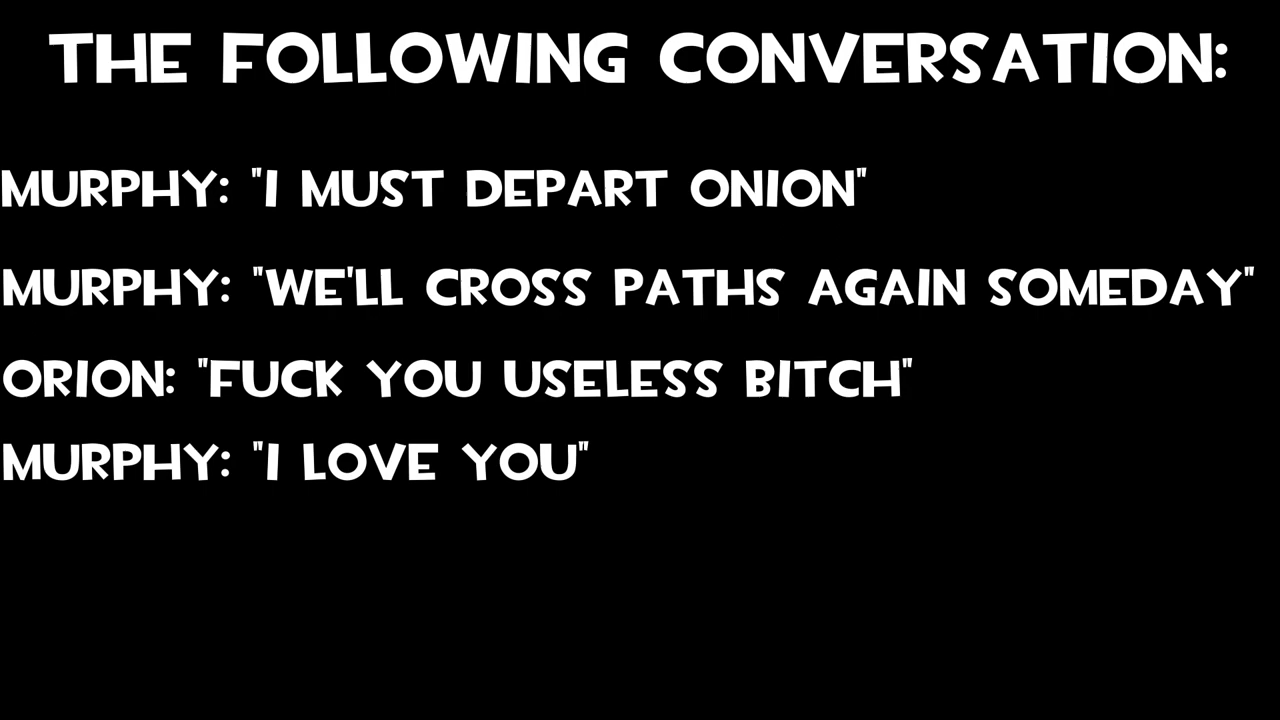 THE FOLLOWING CONVERSATION:
MURPHY: "I MUST DEPART ONION"
MURPHY: "WE'LL CROSS PATHS AGAIN SOMEDAY"
ORION: "FUCK YOU USELESS BITCH"
MURPHY: "I LOVE YOU"